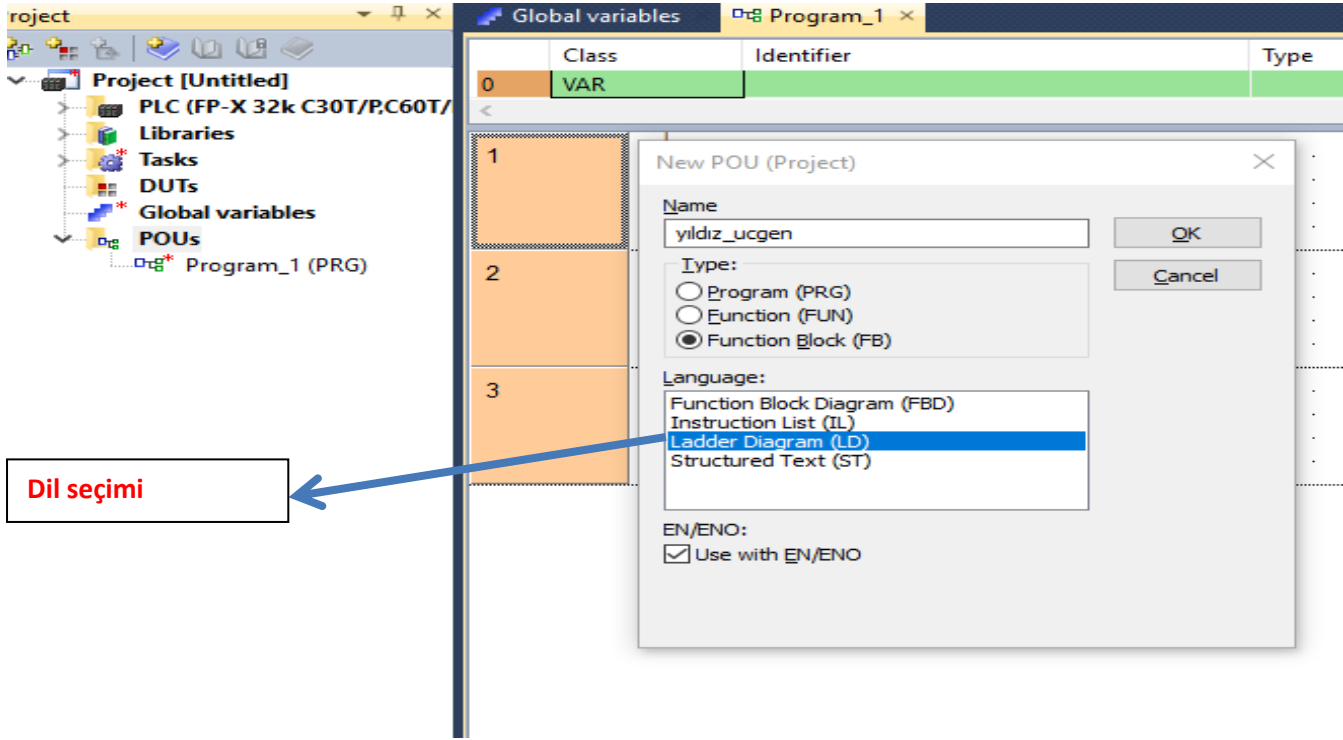 roject
Global variables
Program_1
Project [Untitled]
PLC (FP-X 32k C30T/P,C60T/
Libraries
Tasks
DUTs
Global variables
POUs
Program_1 (PRG)
Class Identifier Type
0 VAR
1
2
3
New POU (Project)
Name
yıldız_ucgen
OK
Cancel
Type:
Program (PRG)
Function (FUN)
Function Block (FB)
Language:
Function Block Diagram (FBD)
Instruction List (IL)
Ladder Diagram (LD)
Structured Text (ST)
EN/ENO:
Use with EN/ENO
Dil seçimi